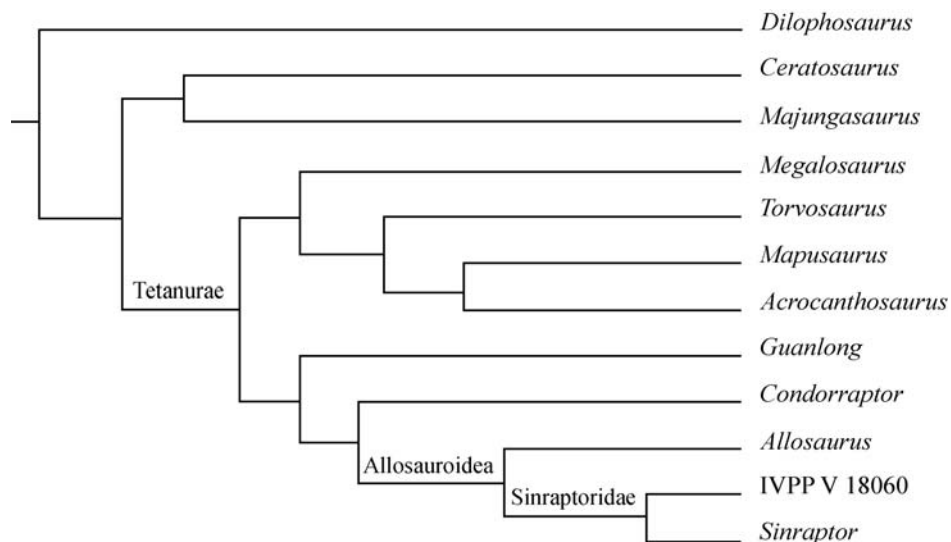 Dilophosaurus
Ceratosaurus
Majungasaurus
Megalosaurus
Torvosaurus
Tetanurae
Mapusaurus
Acrocanthosaurus
Guanlong
Condorraptor
Allosaurus
Allosauroidea
IVPP V 18060
Sinraptoridae
Sinraptor